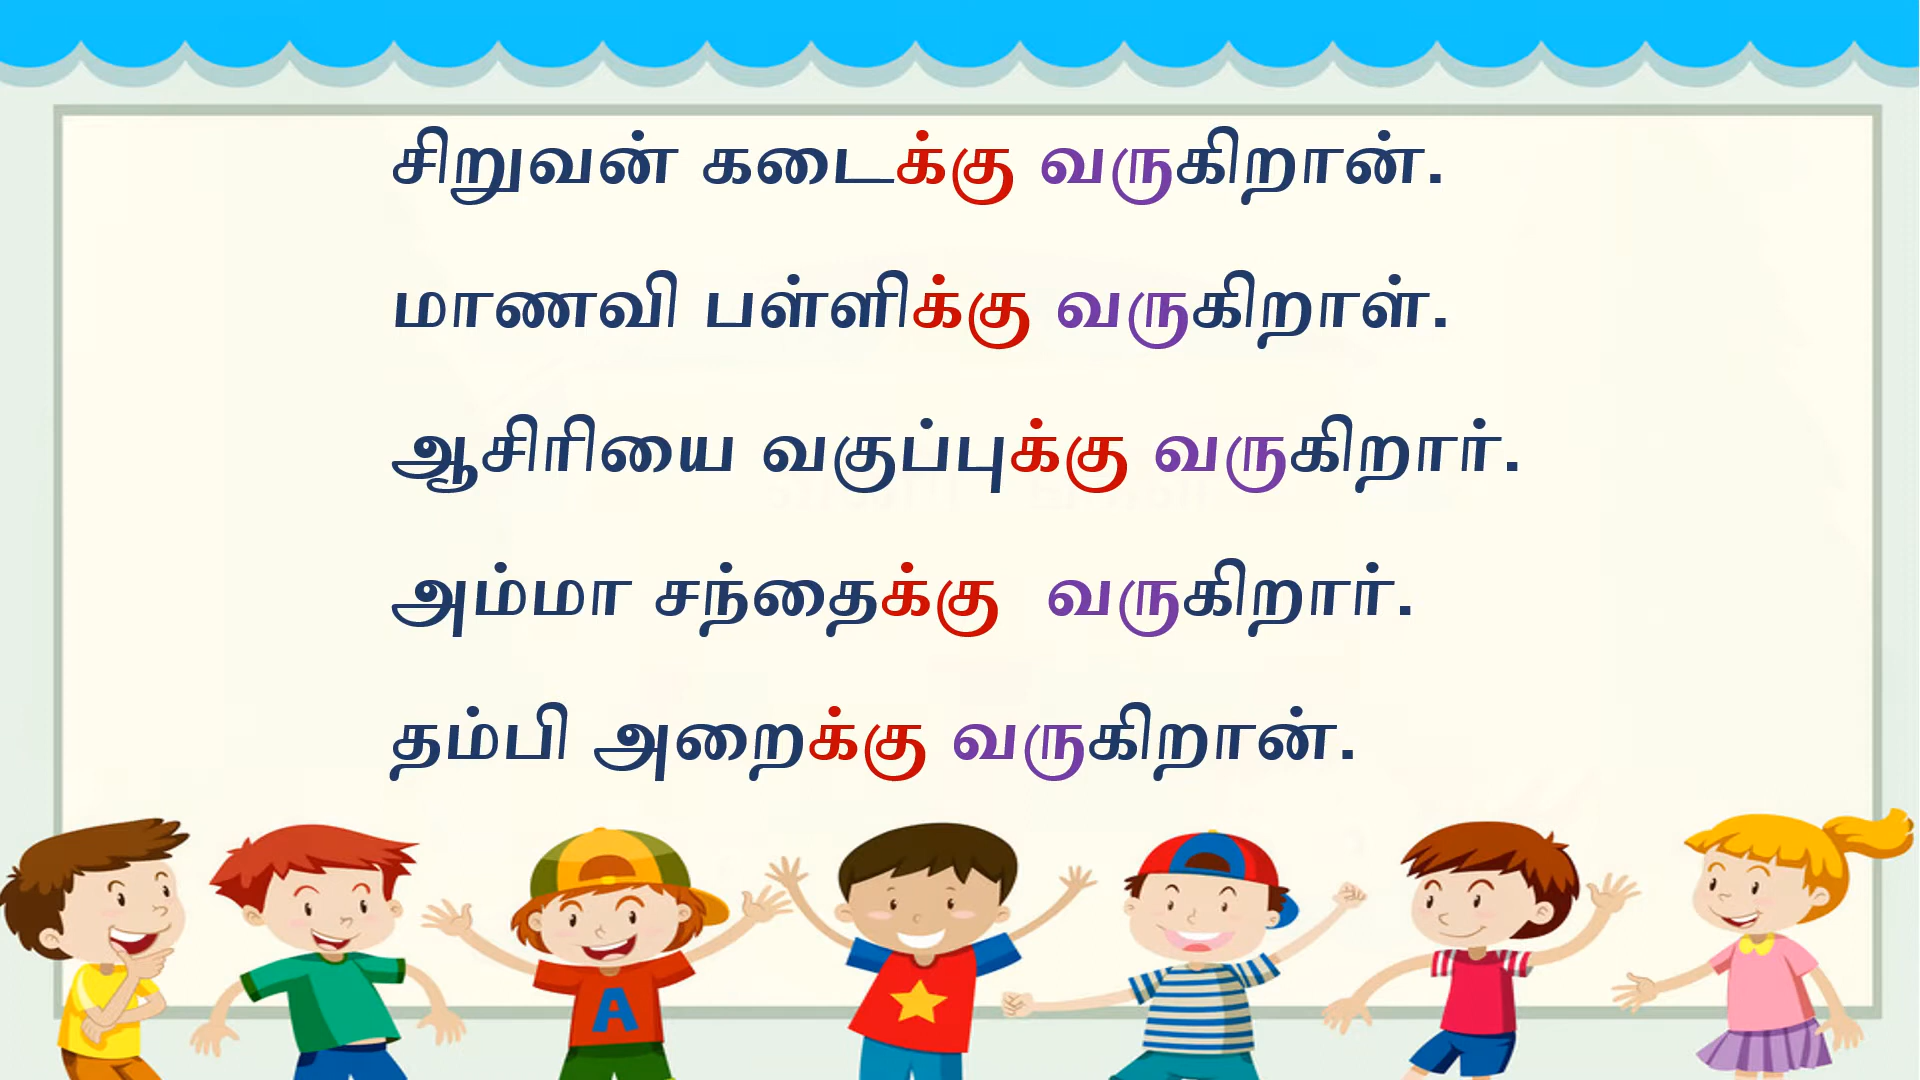 சிறுவன் கடைக்கு வருகிறான்.
மாணவி பள்ளிக்கு வருகிறாள்.
ஆசிரியை வகுப்புக்கு வருகிறார்.
அம்மா சந்தைக்கு வருகிறார்.
தம்பி அறைக்கு வருகிறான்.
A